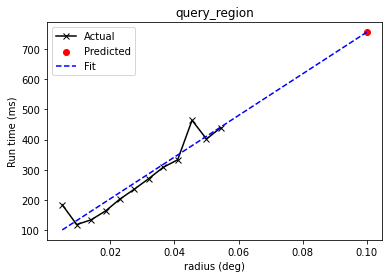 query_region
Actual
Predicted
Fit
Run time (ms)
700
600
500
400
300
200
100
0.02 0.04 0.06 0.08 0.10
radius (deg)